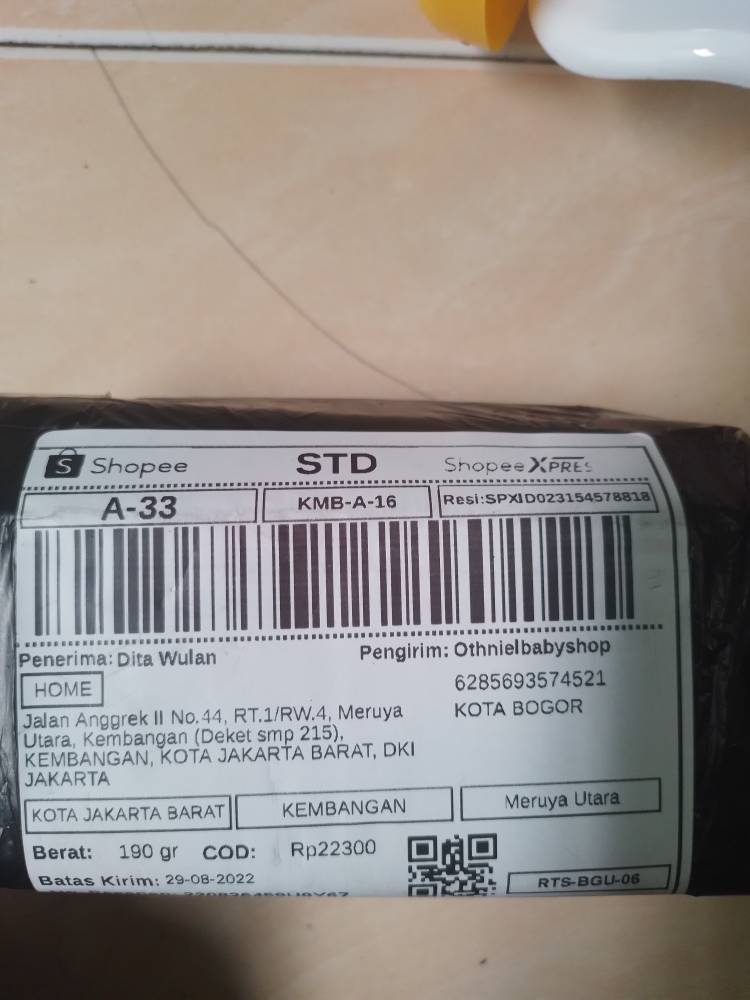 Shopee STD Shopee XPRES
A-33 KMB-A-16 Resi:SPXID023154578818
Penerima: Dita Wulan Pengirim: Othnielbabyshop
HOME 6285693574521
Jalan Anggrek II No.44, RT.1/RW.4, Meruya KOTA BOGOR
Utara, Kembangan (Deket smp 215),
KEMBANGAN, KOTA JAKARTA BARAT, DKI
JAKARTA
KOTA JAKARTA BARAT KEMBANGAN Meruya Utara
Berat: 190 gr COD: Rp22300
Batas Kirim: 29-08-2022 RTS-BGU-06